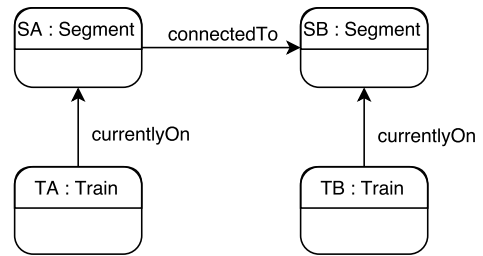 SA : Segment
connectedTo
SB : Segment
currentlyOn
currentlyOn
TA : Train
TB : Train